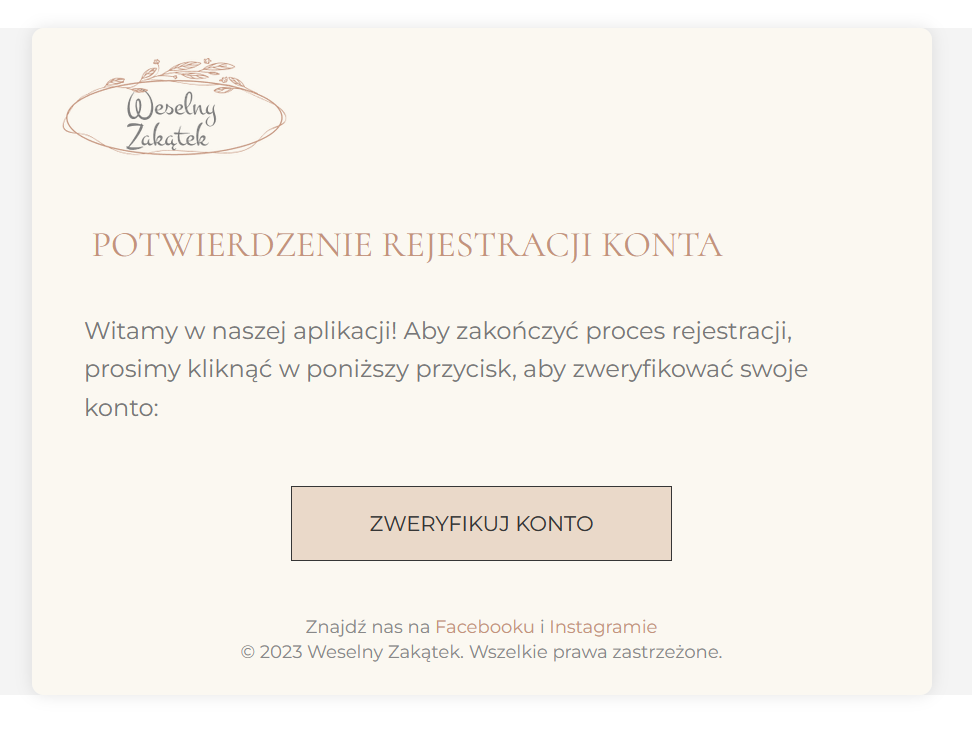 Weselny
Zakątek
POTWIERDZENIE REJESTRACJI KONTA
Witamy w naszej aplikacji! Aby zakończyć proces rejestracji,
prosimy kliknąć w poniższy przycisk, aby zweryfikować swoje
konto:
ZWERYFIKUJ KONTO
Znajdź nas na Facebooku i Instagramie
© 2023 Weselny Zakątek. Wszelkie prawa zastrzeżone.